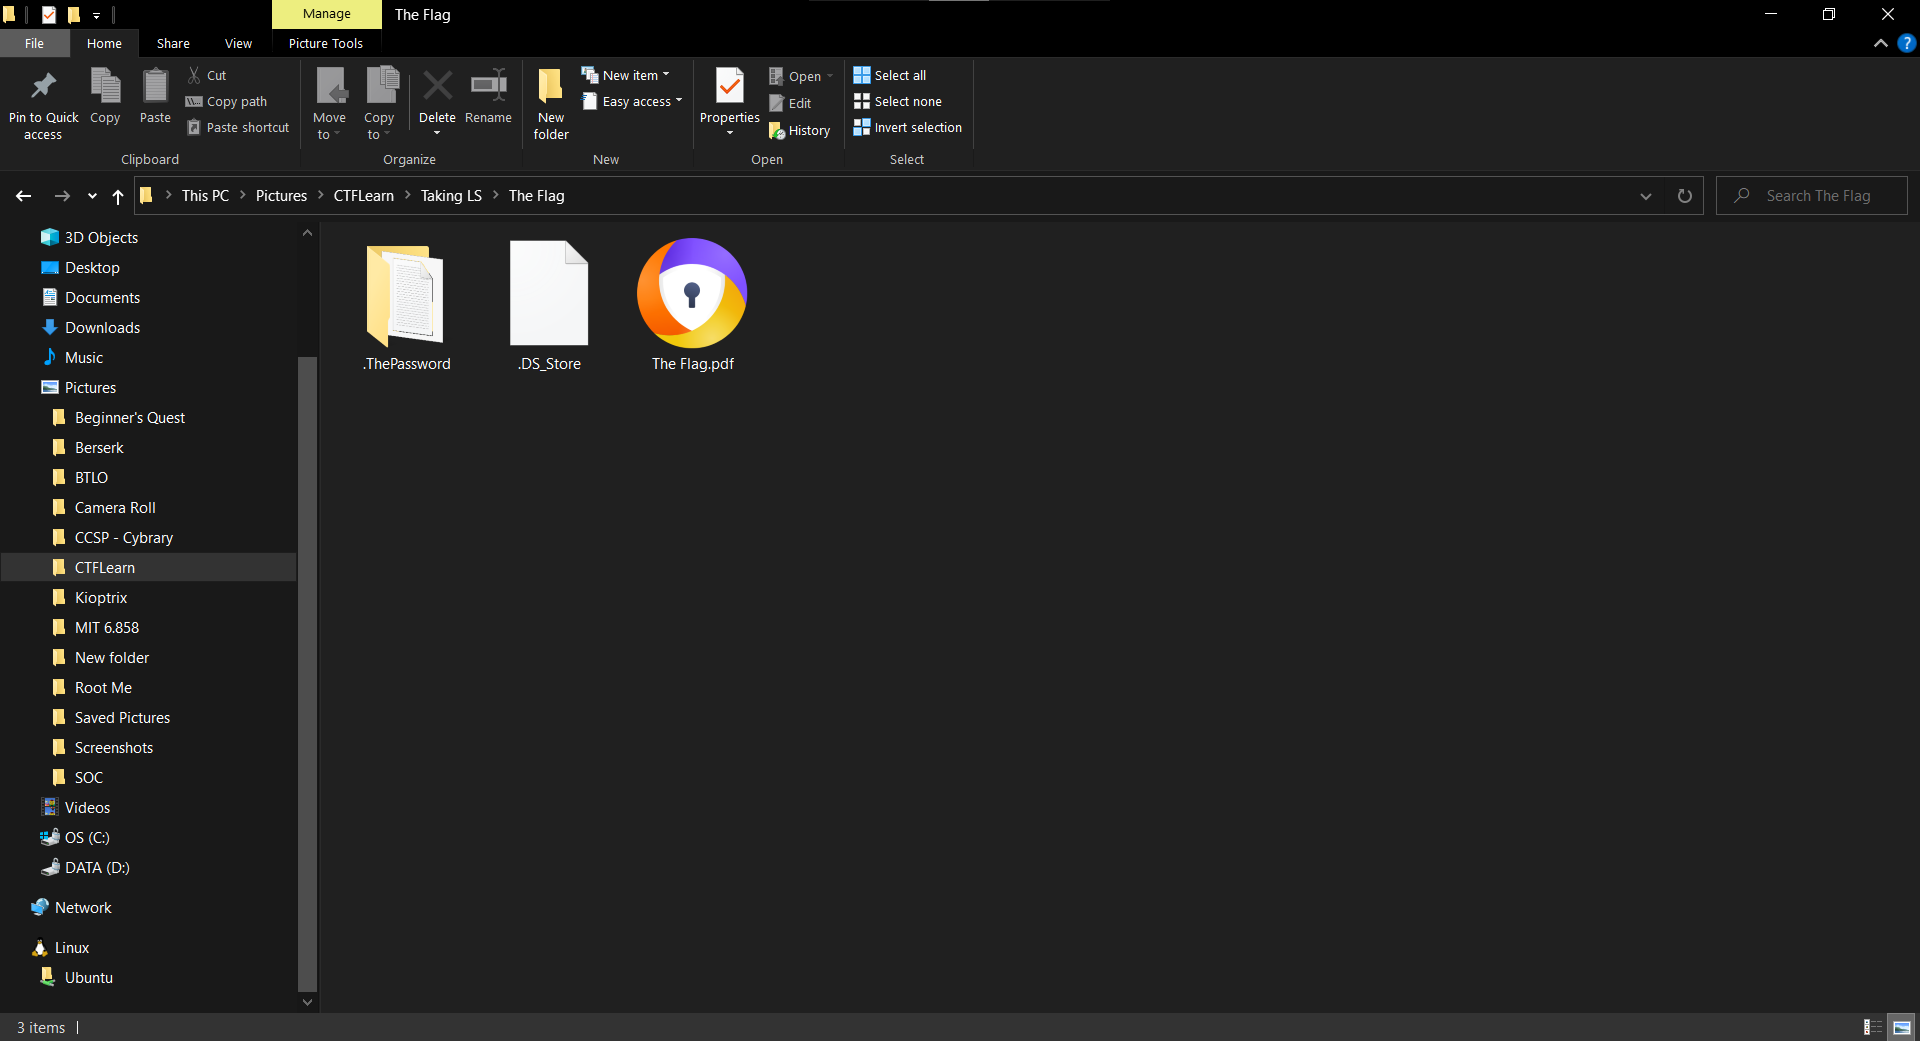 Manage
The Flag
File
Home
Share
View
Picture Tools
?
Pin to Quick access
Copy
Paste
Cut
Copy path
Paste shortcut
Clipboard
Move to
Copy to
Delete
Rename
Organize
New folder
New item
Easy access
New
Properties
Open
Edit
History
Open
Select all
Select none
Invert selection
Select
This PC > Pictures > CTFLearn > Taking LS > The Flag
Search The Flag
3D Objects
Desktop
Documents
Downloads
Music
Pictures
Beginner's Quest
Berserk
BTLO
Camera Roll
CCSP - Cybrary
CTFLearn
Kioptrix
MIT 6.858
New folder
Root Me
Saved Pictures
Screenshots
SOC
Videos
OS (C:)
DATA (D:)
Network
Linux
Ubuntu
.ThePassword
.DS_Store
The Flag.pdf
3 items